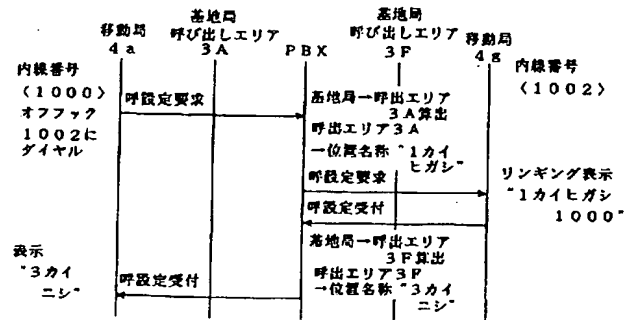 移動局
4a
基地局
呼び出しエリア
3A
PBX
基地局
呼び出しエリア
3F
移動局
4g
内線番号
(1000)
オフフック
1002に
ダイヤル
内線番号
(1002)
呼設定要求
基地局→呼出エリア
3A算出
呼出エリア3A
→位置名称 "1カイ
ヒガシ"
呼設定要求
リンギング表示
"1カイヒガシ
1000"
呼設定受付
基地局→呼出エリア
3F算出
呼出エリア3F
→位置名称 "3カイ
ニシ"
呼設定受付
表示
"3カイ
ニシ"